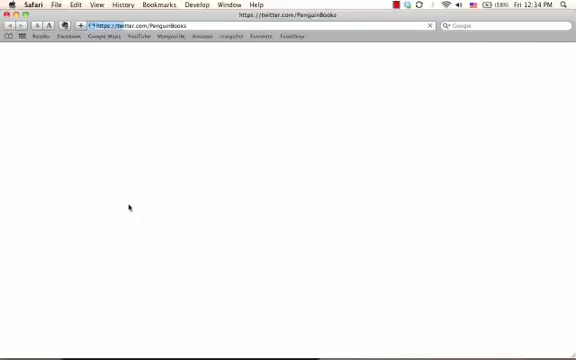 Safari File Edit View History Bookmarks Develop Window Help Fri 12:34 PM
https://twitter.com/PenguinBooks
https://twitter.com/PenguinBooks Google
Reader Facebook Google Maps YouTube Amazon craigslist Evernote